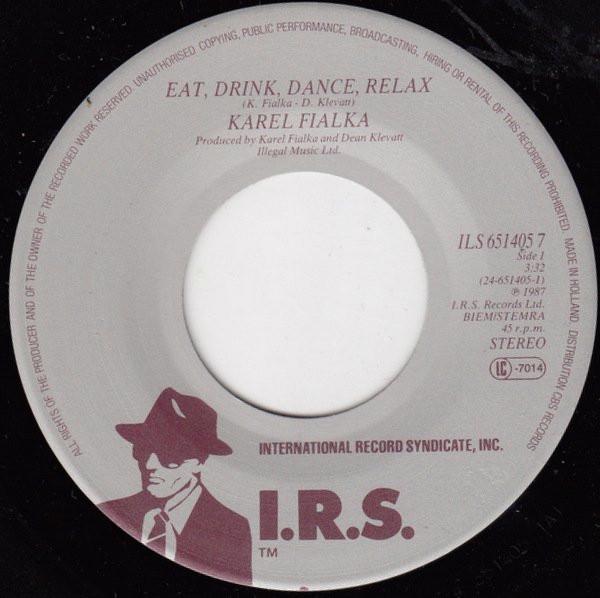 ALL RIGHTS OF THE PRODUCER AND OF THE OWNER OF THE RECORDED WORK RESERVED. UNAUTHORISED COPYING, PUBLIC PERFORMANCE, BROADCASTING, HIRING OR RENTAL OF THIS RECORDING PROHIBITED. MADE IN HOLLAND. DISTRIBUTION CBS RECORDS
EAT, DRINK, DANCE, RELAX
(K. Fialka - D. Klevatt)
KAREL FIALKA
Produced by Karel Fialka and Dean Klevatt
Illegal Music Ltd.
ILS 651405 7
Side 1
3:32
(24-651405-1)
℗ 1987
I.R.S. Records Ltd.
BIEM/STEMRA
45 r.p.m.
STEREO
LC -7014
INTERNATIONAL RECORD SYNDICATE, INC.
I.R.S.
TM